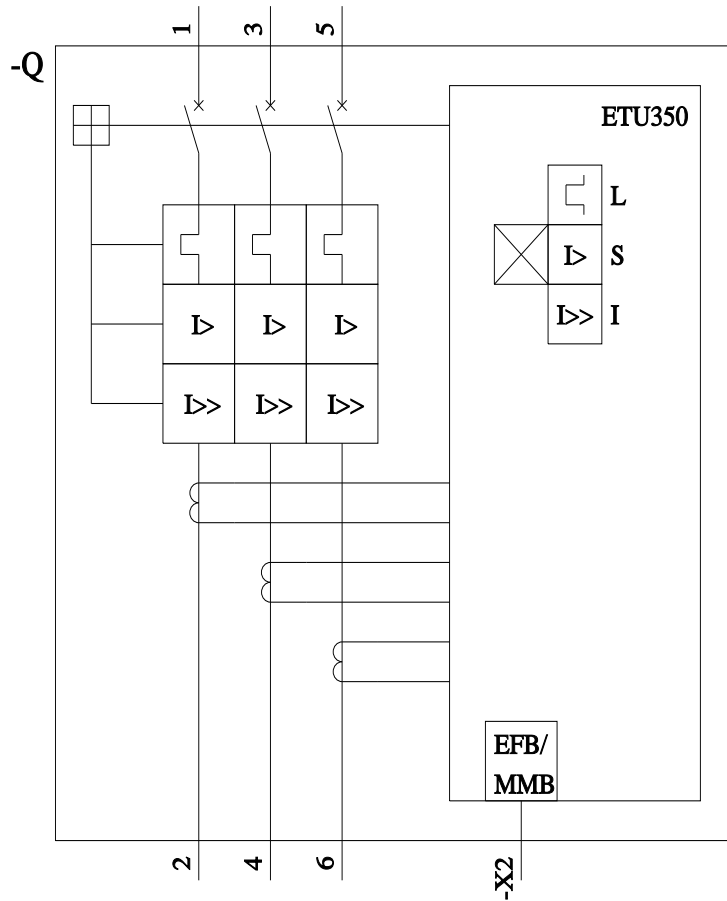 1
3
5
-Q
ETU350
L
I> S
I>> I
I> I> I>
I>> I>> I>>
EFB/
MMB
2
4
6
-X2